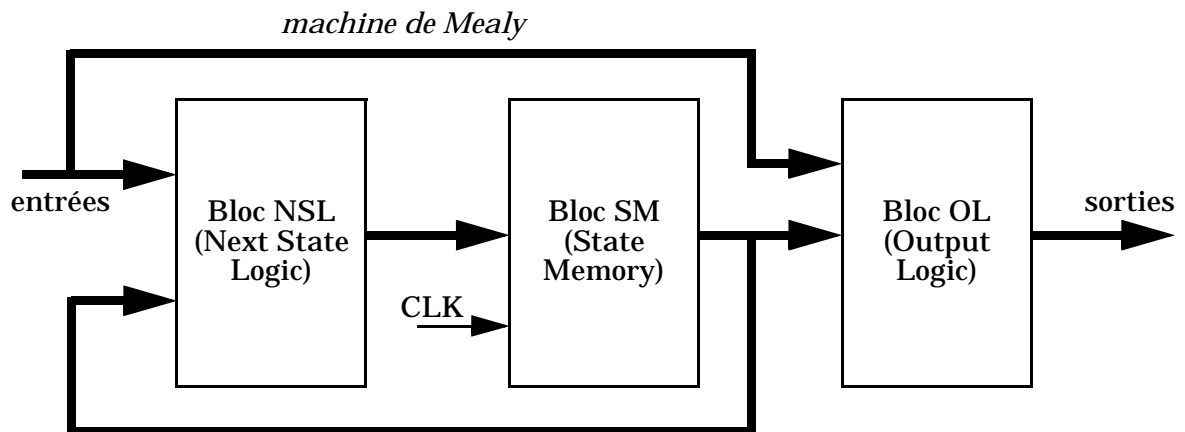 machine de Mealy
entrées
Bloc NSL
(Next State
Logic)
Bloc SM
(State
Memory)
CLK
Bloc OL
(Output
Logic)
sorties